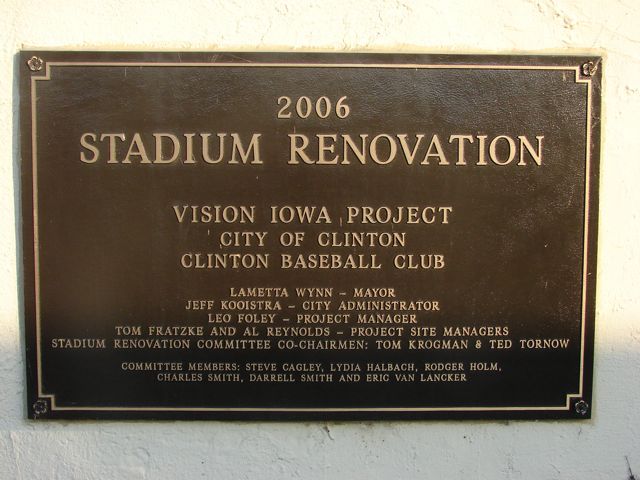 2006
STADIUM RENOVATION
VISION IOWA PROJECT
CITY OF CLINTON
CLINTON BASEBALL CLUB
LAMETTA WYNN – MAYOR
JEFF KOOISTRA – CITY ADMINISTRATOR
LEO FOLEY – PROJECT MANAGER
TOM FRATZKE AND AL REYNOLDS – PROJECT SITE MANAGERS
STADIUM RENOVATION COMMITTEE CO-CHAIRMEN: TOM KROGMAN & TED TORNOW
COMMITTEE MEMBERS: STEVE CAGLEY, LYDIA HALBACH, RODGER HOLM,
CHARLES SMITH, DARRELL SMITH AND ERIC VAN LANCKER